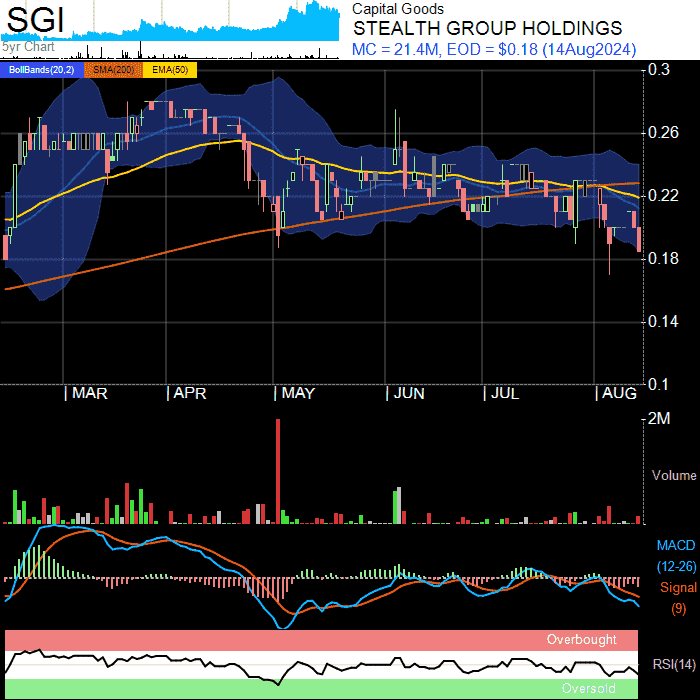 SGI
5yr Chart
Capital Goods
STEALTH GROUP HOLDINGS
MC = 21.4M, EOD = $0.18 (14Aug2024)
BollBands(20,2) SMA(200) EMA(50)
0.3
0.26
0.22
0.18
0.14
0.1
| MAR | APR | MAY | JUN | JUL | AUG
2M
Volume
MACD
(12-26)
Signal
(9)
Overbought
RSI(14)
Oversold